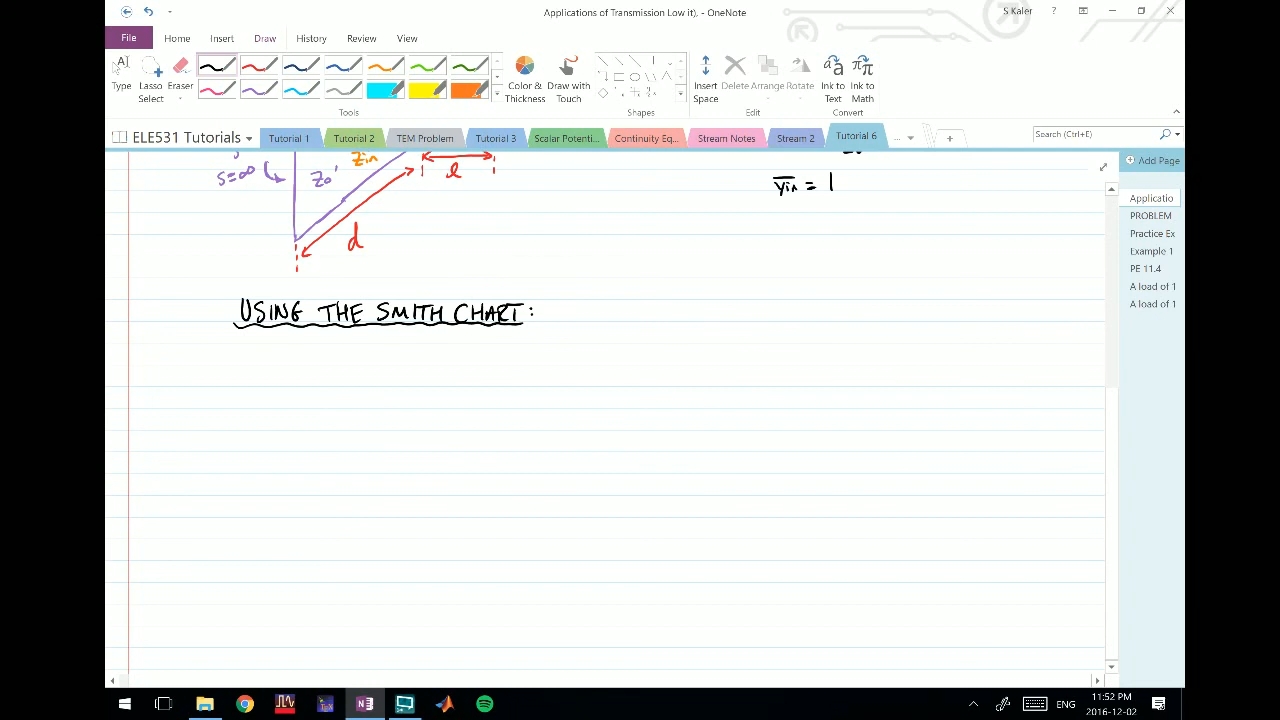 Applications of Transmission Low it), - OneNote
S Kaler
?
File
Home
Insert
Draw
History
Review
View
Type
Lasso Select
Eraser
Color & Thickness
Draw with Touch
Insert Space
Delete
Arrange
Rotate
Ink to Text
Ink to Math
Tools
Shapes
Edit
Convert
ELE531 Tutorials
Tutorial 1
Tutorial 2
TEM Problem
Tutorial 3
Scalar Potenti...
Continuity Eq...
Stream Notes
Stream 2
Tutorial 6
...
Search (Ctrl+E)
Add Page
Applicatio
PROBLEM
Practice Ex
Example 1
PE 11.4
A load of 1
A load of 1
Zin
S=∞
Zo'
l
d
yin = 1
USING THE SMITH CHART:
ENG
11:52 PM
2016-12-02